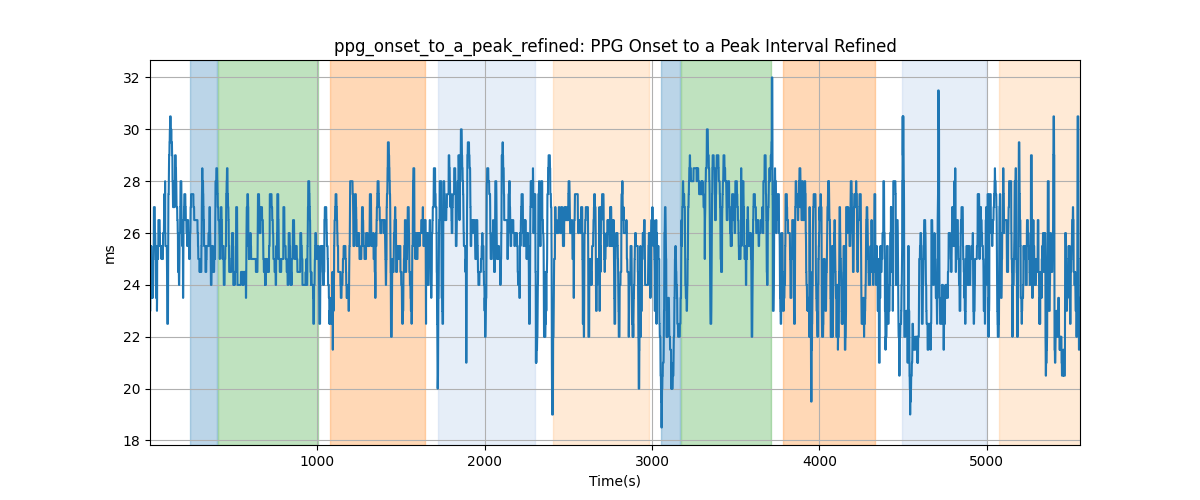 ppg_onset_to_a_peak_refined: PPG Onset to a Peak Interval Refined
32
30
28
26
24
22
20
18
ms
1000 2000 3000 4000 5000
Time(s)